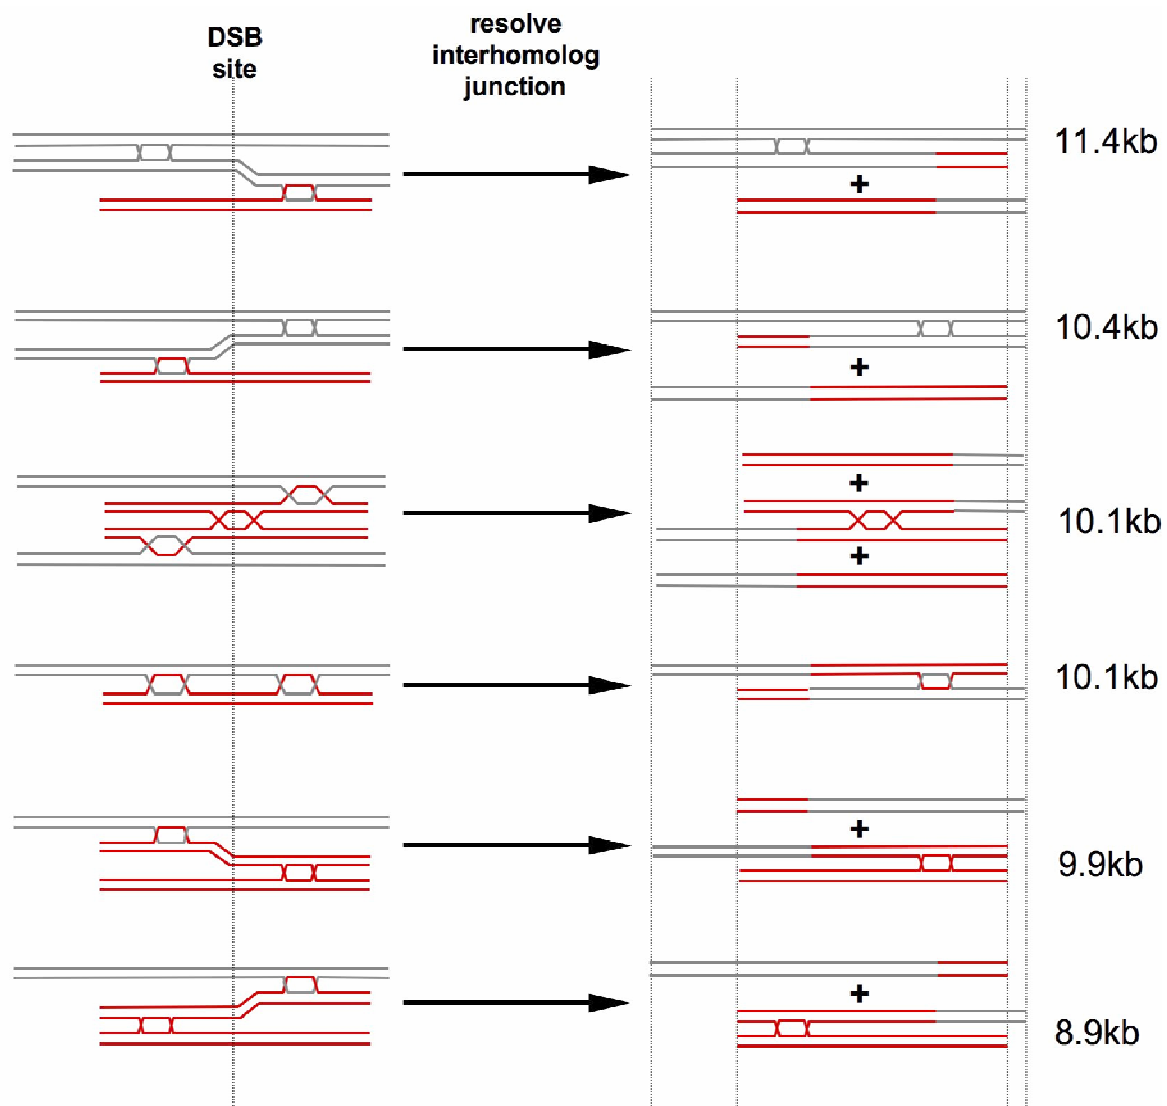 DSB
site
resolve
interhomolog
junction
11.4kb
+
10.4kb
+
+
10.1kb
+
10.1kb
+
9.9kb
+
8.9kb